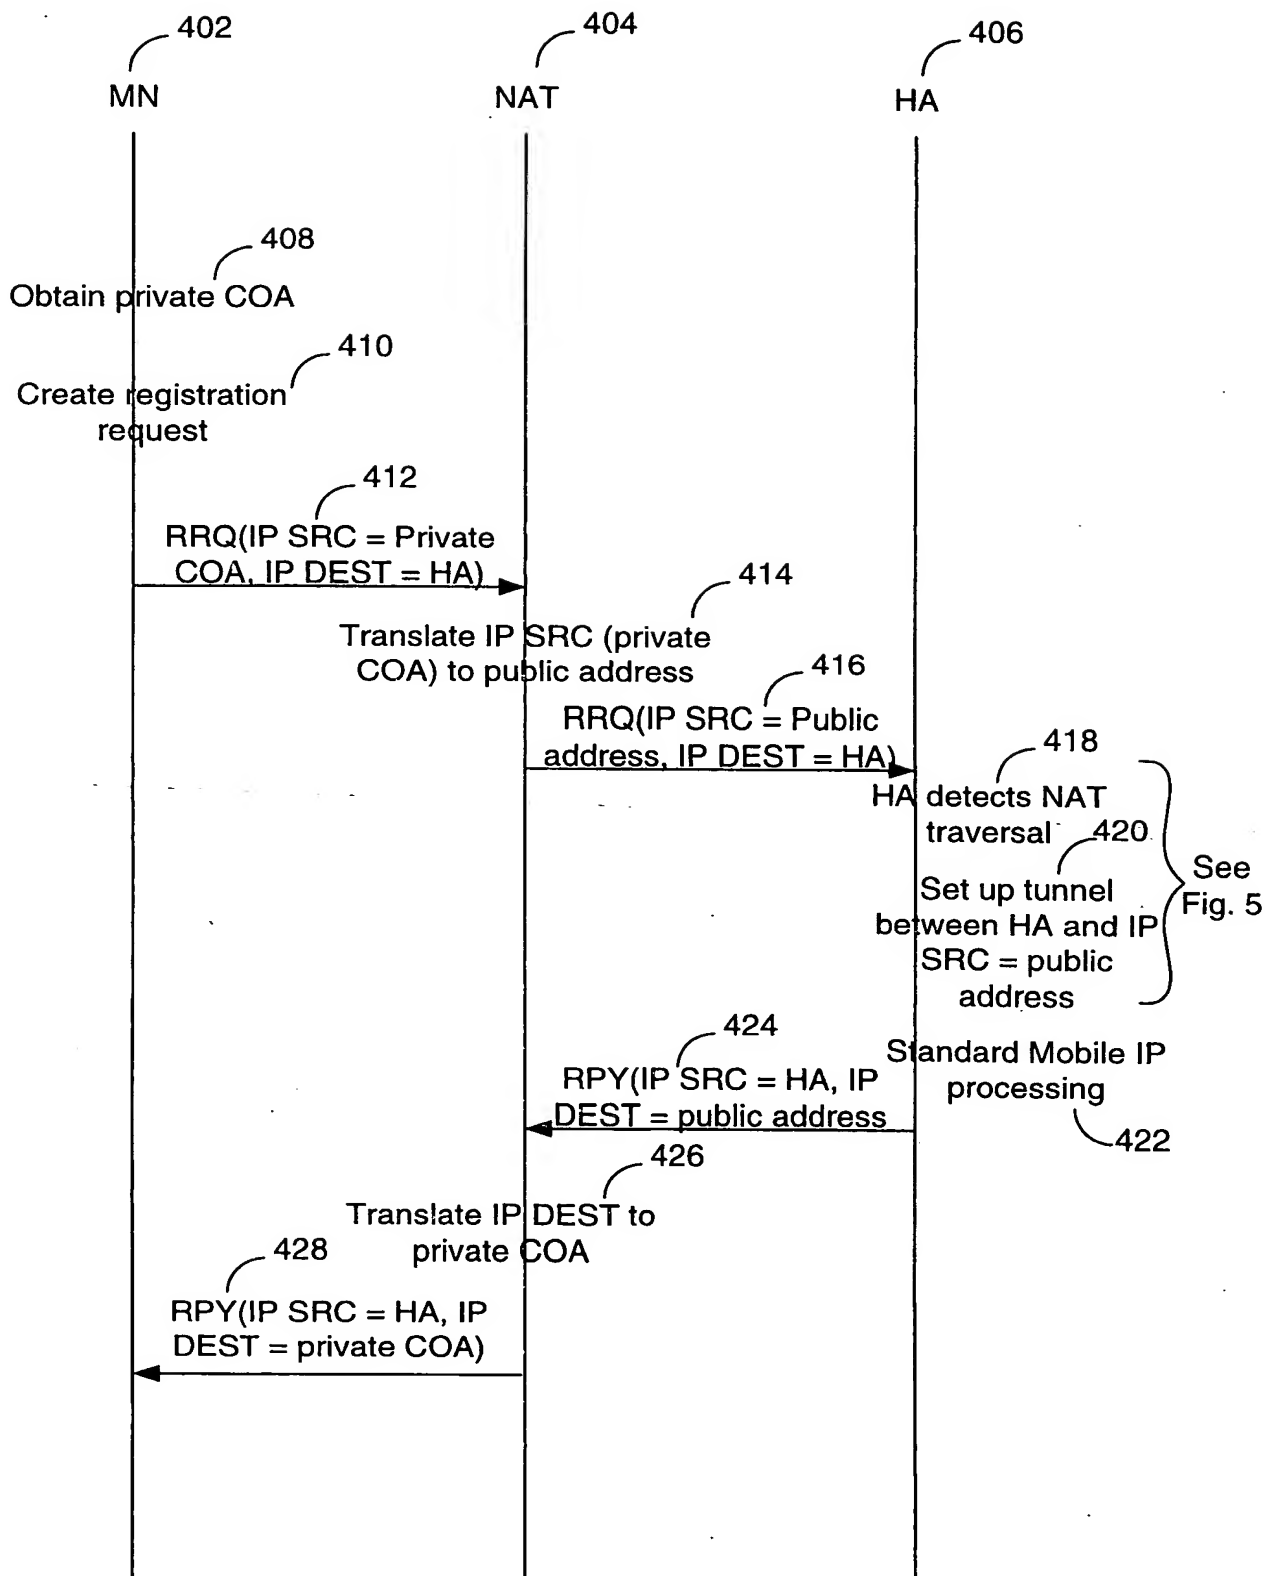 402
404
406
MN
NAT
HA
408
Obtain private COA
410
Create registration
request
412
RRQ(IP SRC = Private
COA, IP DEST = HA)
414
Translate IP SRC (private
COA) to public address
416
RRQ(IP SRC = Public
address, IP DEST = HA)
418
HA detects NAT
traversal
420
Set up tunnel
between HA and IP
SRC = public
address
See
Fig. 5
424
RPY(IP SRC = HA, IP
DEST = public address
Standard Mobile IP
processing
422
426
Translate IP DEST to
private COA
428
RPY(IP SRC = HA, IP
DEST = private COA)